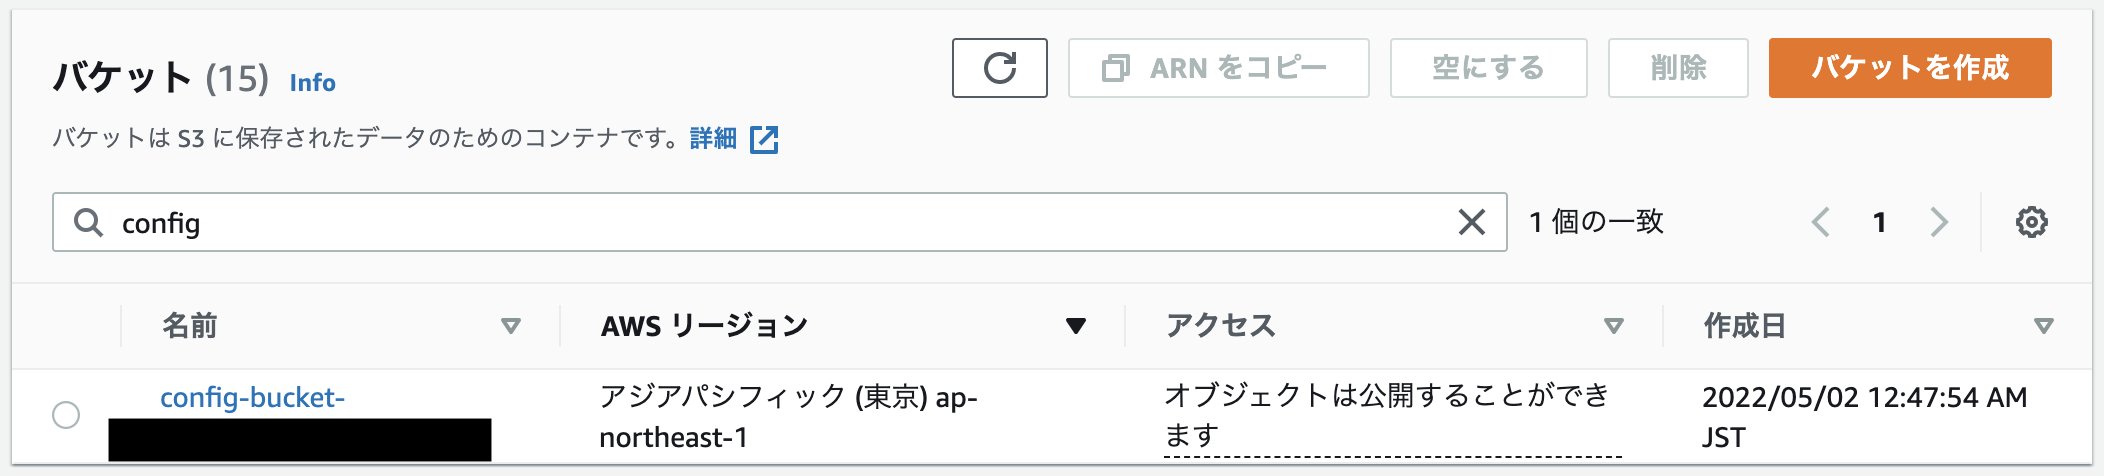 バケット (15) Info
ARN をコピー
空にする
削除
バケットを作成
バケットは S3 に保存されたデータのためのコンテナです。詳細
config
1 個の一致
1
名前
AWS リージョン
アクセス
作成日
config-bucket-
アジアパシフィック (東京) ap-
northeast-1
オブジェクトは公開することができ
ます
2022/05/02 12:47:54 AM
JST